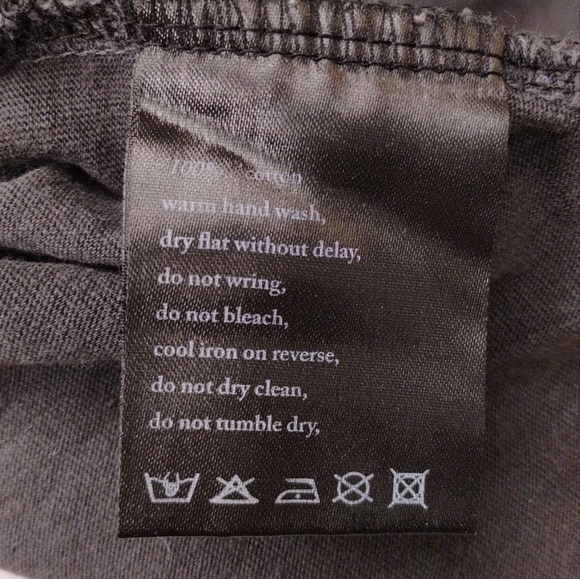 100%
warm hand wash,
dry flat without delay,
do not wring,
do not bleach,
cool iron on reverse,
do not dry clean,
do not tumble dry,